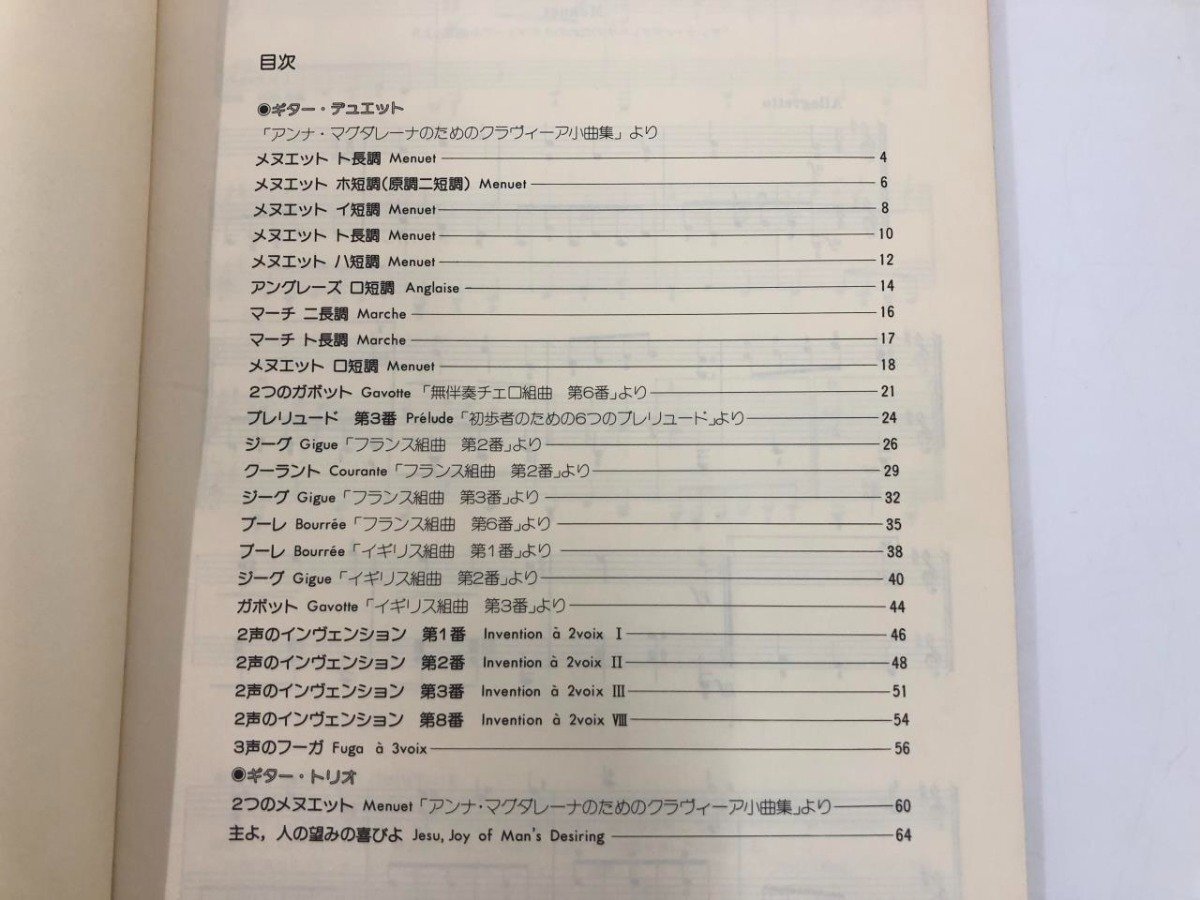 目次
◉ギター・デュエット
「アンナ・マグダレーナのためのクラヴィーア小曲集」より
メヌエット ト長調 Menuet 4
メヌエット ホ短調(原調ニ短調) Menuet 6
メヌエット イ短調 Menuet 8
メヌエット ト長調 Menuet 10
メヌエット ハ短調 Menuet 12
アングレーズ ロ短調 Anglaise 14
マーチ ニ長調 Marche 16
マーチ ト長調 Marche 17
メヌエット ロ短調 Menuet 18
2つのガボット Gavotte 「無伴奏チェロ組曲 第6番」より 21
プレリュード 第3番 Prélude「初歩者のための6つのプレリュード」より 24
ジーグ Gigue「フランス組曲 第2番」より 26
クーラント Courante「フランス組曲 第2番」より 29
ジーグ Gigue「フランス組曲 第3番」より 32
ブーレ Bourrée「フランス組曲 第6番」より 35
ブーレ Bourrée「イギリス組曲 第1番」より 38
ジーグ Gigue「イギリス組曲 第2番」より 40
ガボット Gavotte「イギリス組曲 第3番」より 44
2声のインヴェンション 第1番 Invention à 2voix I 46
2声のインヴェンション 第2番 Invention à 2voix II 48
2声のインヴェンション 第3番 Invention à 2voix III 51
2声のインヴェンション 第8番 Invention à 2voix VIII 54
3声のフーガ Fuga à 3voix 56
◉ギター・トリオ
2つのメヌエット Menuet「アンナ・マグダレーナのためのクラヴィーア小曲集」より 60
主よ，人の望みの喜びよ Jesu, Joy of Man's Desiring 64